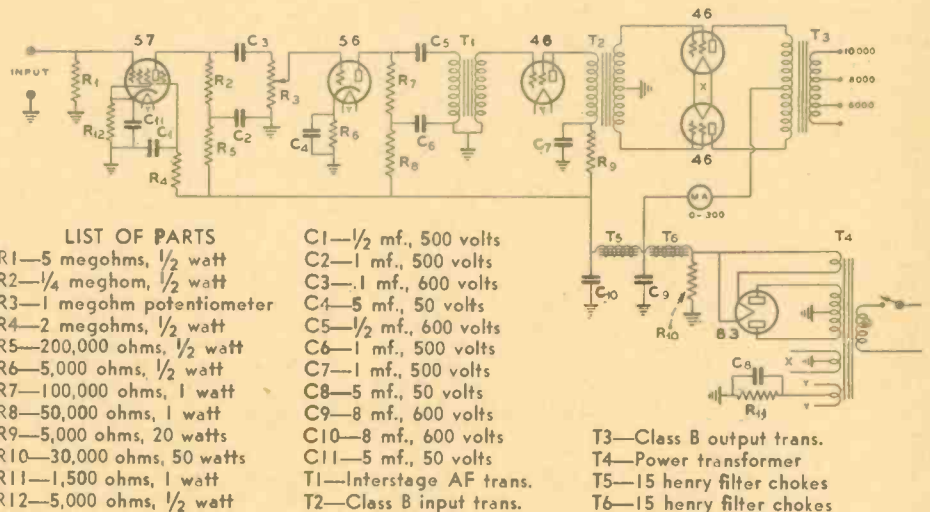 57
C3
56
C5
T1
46
T2
46
T3
10000
8000
6000
INPUT
R1
R2
R3
R7
X
R12
C11
C1
C2
C4
R6
C6
C7
R9
R5
R4
R8
46
MA
0-300
T5
T6
T4
C10
C9
R10
83
X
C8
R11
Y
Y
LIST OF PARTS
R1—5 megohms, 1/2 watt
R2—1/4 meghom, 1/2 watt
R3—1 megohm potentiometer
R4—2 megohms, 1/2 watt
R5—200,000 ohms, 1/2 watt
R6—5,000 ohms, 1/2 watt
R7—100,000 ohms, 1 watt
R8—50,000 ohms, 1 watt
R9—5,000 ohms, 20 watts
R10—30,000 ohms, 50 watts
R11—1,500 ohms, 1 watt
R12—5,000 ohms, 1/2 watt
C1—1/2 mf., 500 volts
C2—1 mf., 500 volts
C3—.1 mf., 600 volts
C4—5 mf., 50 volts
C5—1/2 mf., 600 volts
C6—1 mf., 500 volts
C7—1 mf., 500 volts
C8—5 mf., 50 volts
C9—8 mf., 600 volts
C10—8 mf., 600 volts
C11—5 mf., 50 volts
T1—Interstage AF trans.
T2—Class B input trans.
T3—Class B output trans.
T4—Power transformer
T5—15 henry filter chokes
T6—15 henry filter chokes